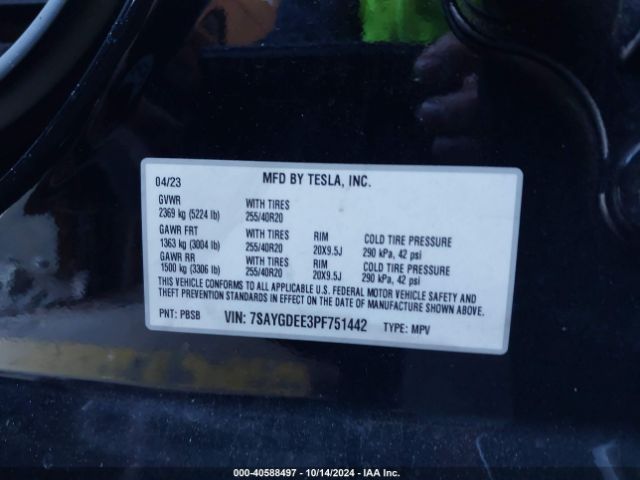 04/23 MFD BY TESLA, INC.
GVWR WITH TIRES
2369 kg (5224 lb) 255/40R20
GAWR FRT WITH TIRES RIM COLD TIRE PRESSURE
1363 kg (3004 lb) 255/40R20 20X9.5J 290 kPa, 42 psi
GAWR RR WITH TIRES RIM COLD TIRE PRESSURE
1500 kg (3306 lb) 255/40R20 20X9.5J 290 kPa, 42 psi
THIS VEHICLE CONFORMS TO ALL APPLICABLE U.S. FEDERAL MOTOR VEHICLE SAFETY AND
THEFT PREVENTION STANDARDS IN EFFECT ON THE DATE OF MANUFACTURE SHOWN ABOVE.
PNT: PBSB VIN: 7SAYGDEE3PF751442 TYPE: MPV
000-40588497 - 10/14/2024 - IAA Inc.